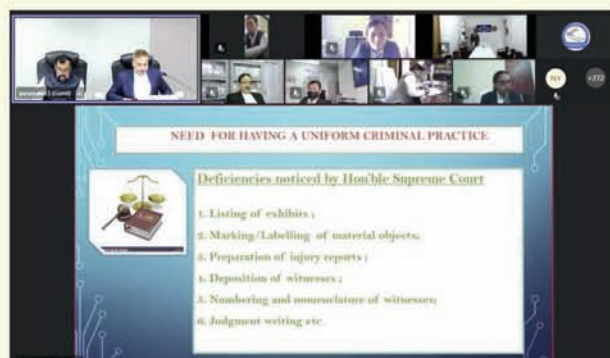 NY
+272
NEED FOR HAVING A UNIFORM CRIMINAL PRACTICE
Deficiencies noticed by Hon'ble Supreme Court
1. Listing of exhibits ;
2. Marking/Labelling of material objects;
3. Preparation of injury reports ;
4. Deposition of witnesses ;
5. Numbering and nomenclature of witnesses;
6. Judgment writing etc